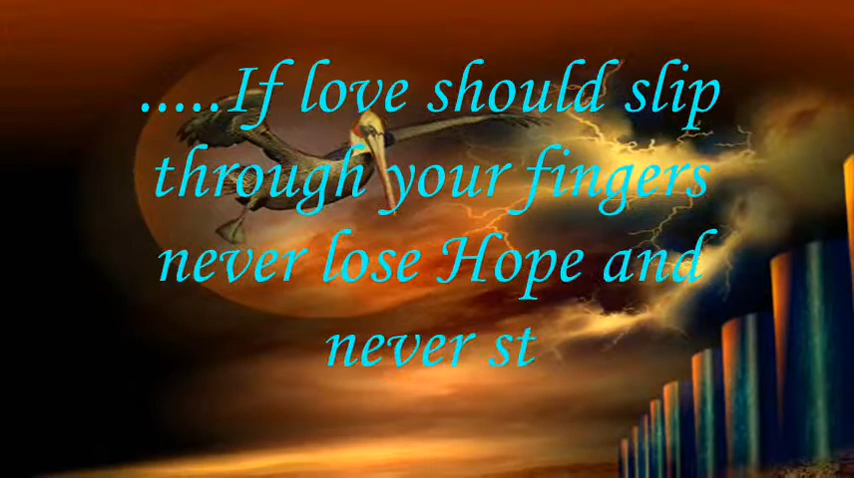 .....If love should slip
through your fingers
never lose Hope and
never st